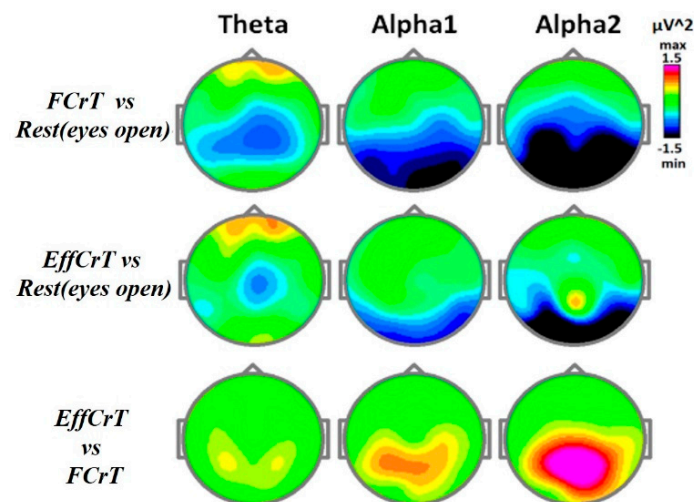 Theta Alpha1 Alpha2 µV^2
max
1.5
-1.5
min
FCrT vs
Rest(eyes open)
EffCrT vs
Rest(eyes open)
EffCrT
vs
FCrT